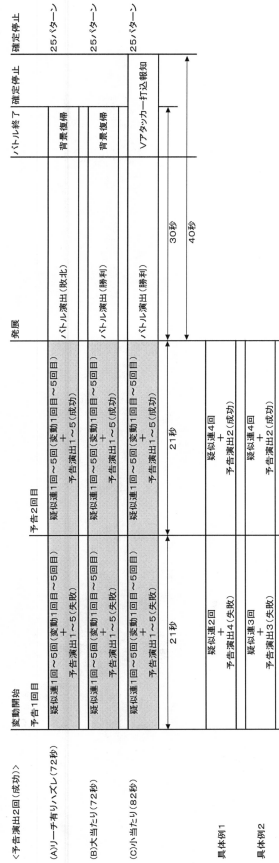 <予告演出2回(成功)>
変動開始
発展
バトル終了
確定停止
確定停止
予告1回目
予告2回目
(A)リーチ有りハズレ(72秒)
疑似連1回~5回(変動1回目~5回目)
+
予告演出1~5(失敗)
疑似連1回~5回(変動1回目~5回目)
+
予告演出1~5(成功)
バトル演出(敗北)
背景復帰
25パターン
(B)大当たり(72秒)
疑似連1回~5回(変動1回目~5回目)
+
予告演出1~5(失敗)
疑似連1回~5回(変動1回目~5回目)
+
予告演出1~5(成功)
バトル演出(勝利)
背景復帰
25パターン
(C)小当たり(82秒)
疑似連1回~5回(変動1回目~5回目)
+
予告演出1~5(失敗)
疑似連1回~5回(変動1回目~5回目)
+
予告演出1~5(成功)
バトル演出(勝利)
Vアタッカー打込報知
25パターン
21秒
21秒
30秒
40秒
具体例1
疑似連2回
+
予告演出4(失敗)
疑似連4回
+
予告演出2(成功)
具体例2
疑似連3回
+
予告演出3(失敗)
疑似連4回
+
予告演出2(成功)